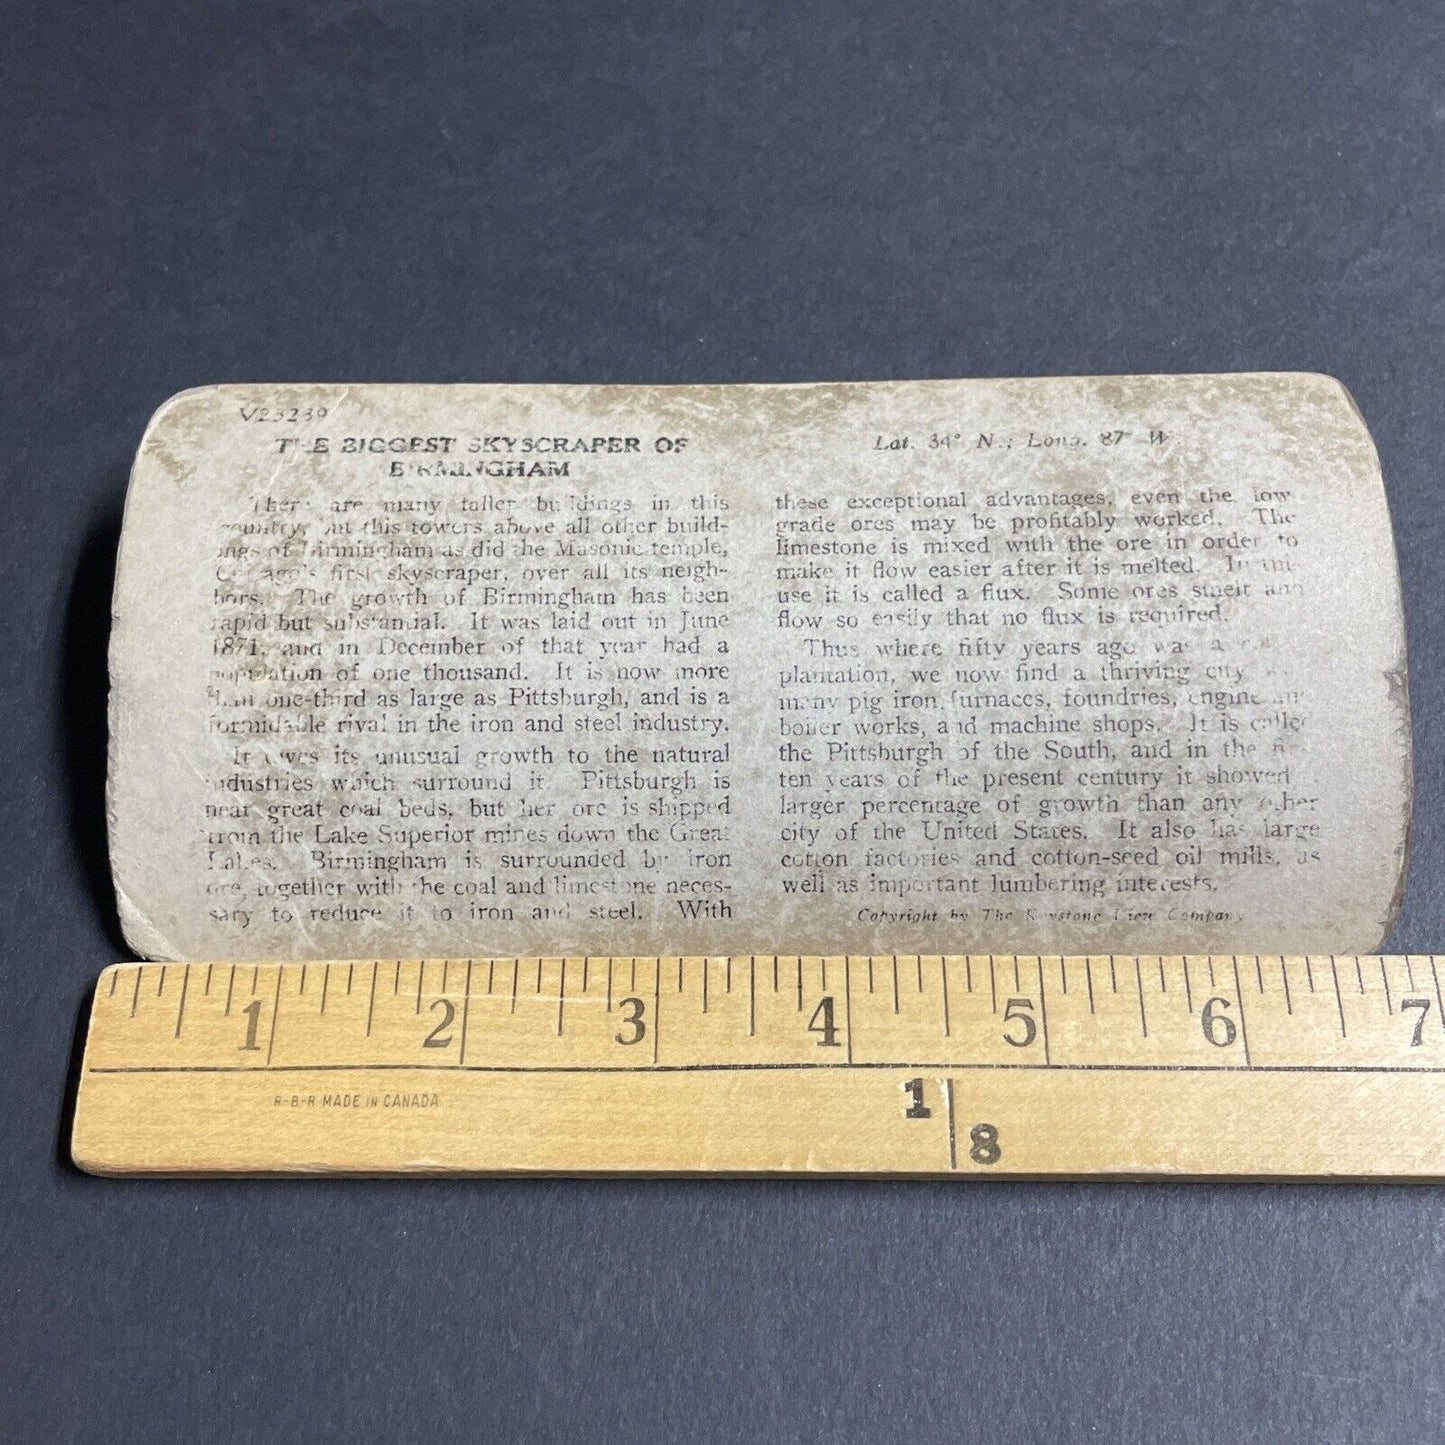 V23239
THE BIGGEST SKYSCRAPER OF
BIRMINGHAM
There are many taller buildings in this
country, but this towers above all other build-
ings of Birmingham as did the Masonic temple,
Chicago's first skyscraper, over all its neigh-
bors. The growth of Birmingham has been
rapid but substantial. It was laid out in June
1871, and in December of that year had a
population of one thousand. It is now more
than one-third as large as Pittsburgh, and is a
formidable rival in the iron and steel industry.
It owes its unusual growth to the natural
industries which surround it. Pittsburgh is
near great coal beds, but her ore is shipped
from the Lake Superior mines down the Great
Lakes. Birmingham is surrounded by iron
ore, together with the coal and limestone neces-
sary to reduce it to iron and steel. With
Lat. 34° N.; Long. 87° W.
these exceptional advantages, even the low
grade ores may be profitably worked. The
limestone is mixed with the ore in order to
make it flow easier after it is melted. In
use it is called a flux. Some ores smelt and
flow so easily that no flux is required.
Thus where fifty years ago was a
plantation, we now find a thriving city
many pig iron furnaces, foundries, engine and
boiler works, and machine shops. It is called
the Pittsburgh of the South, and in the first
ten years of the present century it showed
larger percentage of growth than any other
city of the United States. It also has large
cotton factories and cotton-seed oil mills, as
well as important lumbering interests.
Copyright by The Keystone View Company
1 2 3 4 5 6 7
R-B-R MADE IN CANADA
1
8